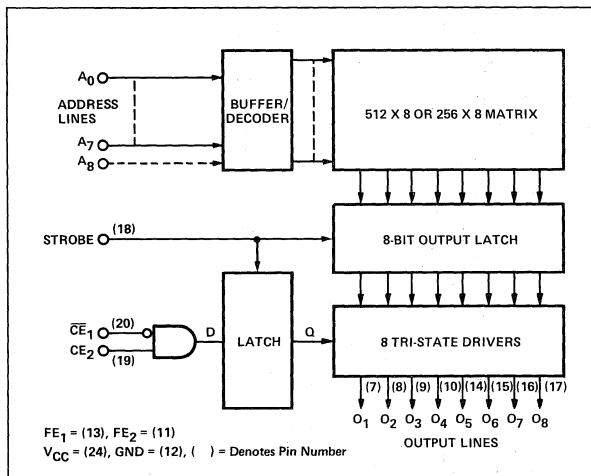 A0
ADDRESS
LINES
A7
A8
BUFFER/
DECODER
512 X 8 OR 256 X 8 MATRIX
STROBE
(18)
8-BIT OUTPUT LATCH
C̅E̅1
(20)
CE2
(19)
D
LATCH
Q
8 TRI-STATE DRIVERS
(7) (8) (9) (10) (14) (15) (16) (17)
O1 O2 O3 O4 O5 O6 O7 O8
OUTPUT LINES
FE1 = (13), FE2 = (11)
VCC = (24), GND = (12), ( ) = Denotes Pin Number